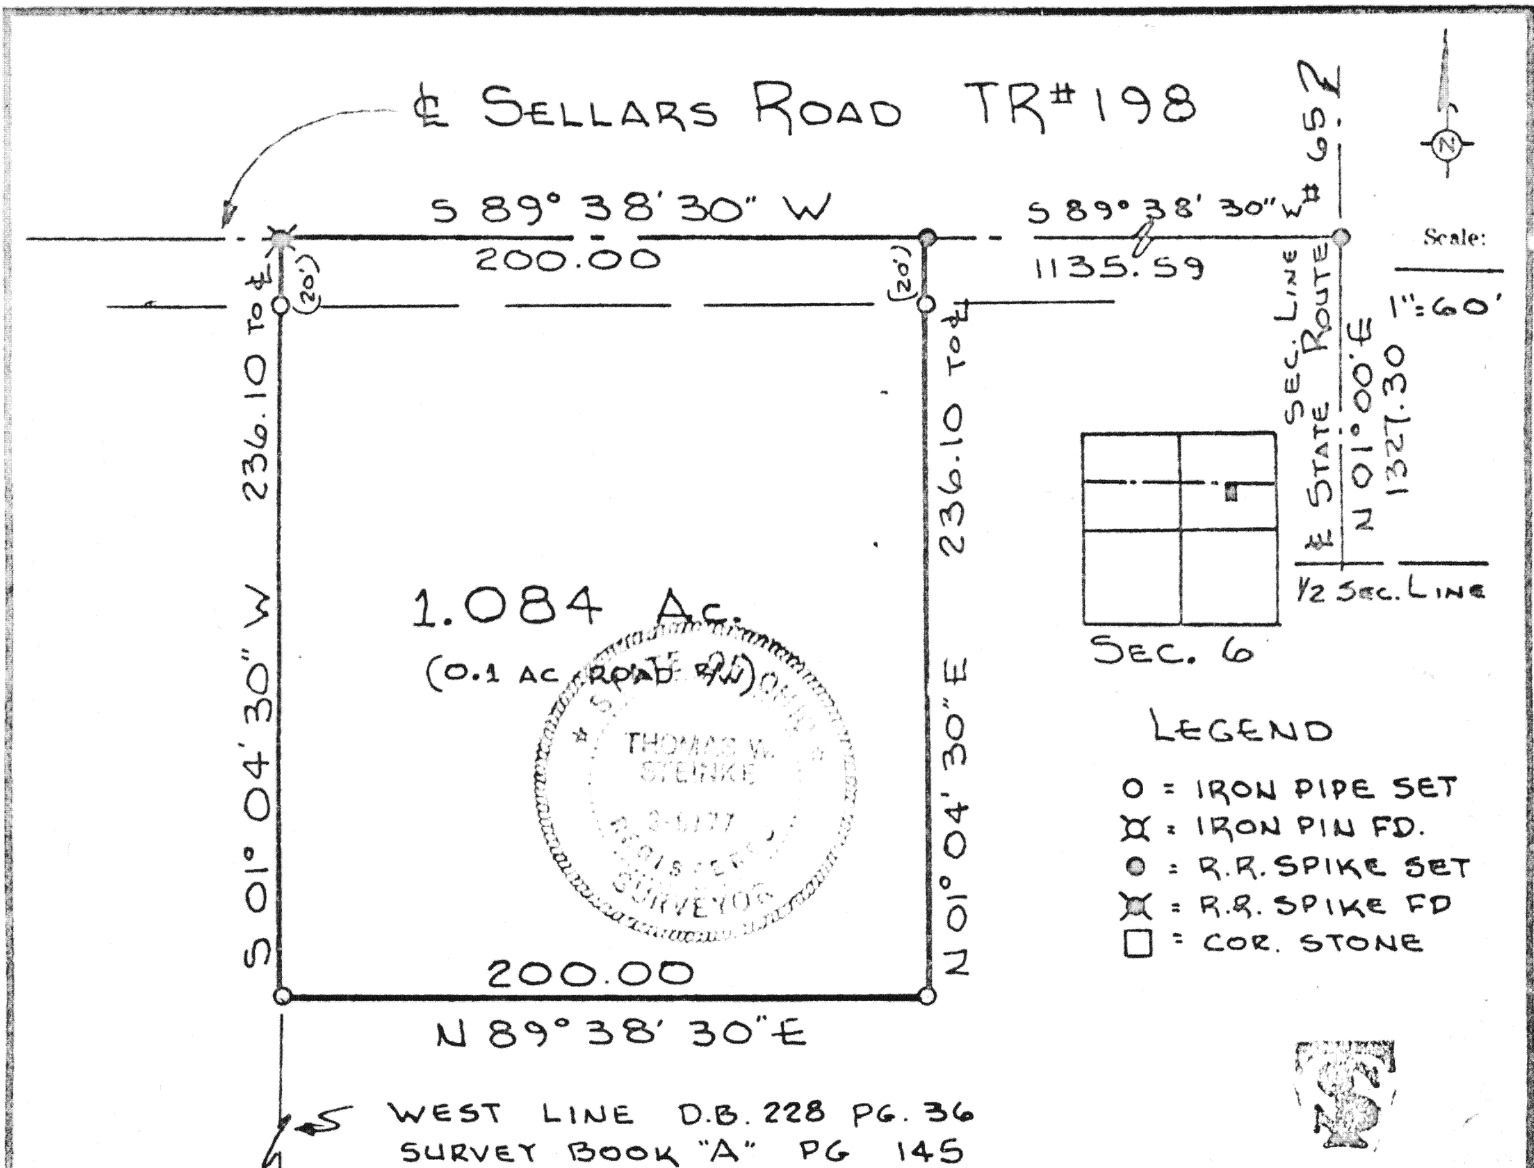 ℄ SELLARS ROAD TR#198
S 89° 38' 30" W
200.00
S 89° 38' 30" W
1135.59
SEC. LINE
℄ STATE ROUTE # 65
N 01° 00' E
1327.30
N
Scale:
1"=60'
(20')
(20')
236.10 TO ℄
S 01° 04' 30" W
236.10 TO ℄
N 01° 04' 30" E
1.084 Ac.
(0.1 AC ROAD R/W)
STATE OF OHIO
THOMAS W.
STEINKE
REGISTERED
SURVEYOR
200.00
N 89° 38' 30" E
1/2 SEC. LINE
SEC. 6
LEGEND
= IRON PIPE SET
= IRON PIN FD.
= R.R. SPIKE SET
= R.R. SPIKE FD
= COR. STONE
WEST LINE D.B. 228 PG. 36
SURVEY BOOK "A" PG 145